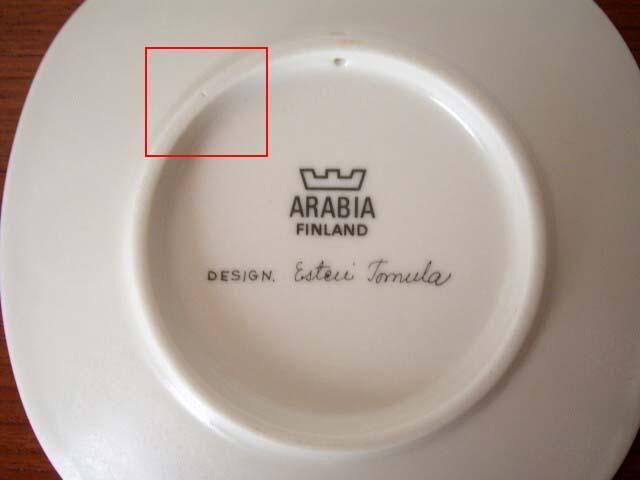 ARABIA
FINLAND
DESIGN. Esteri Tomula